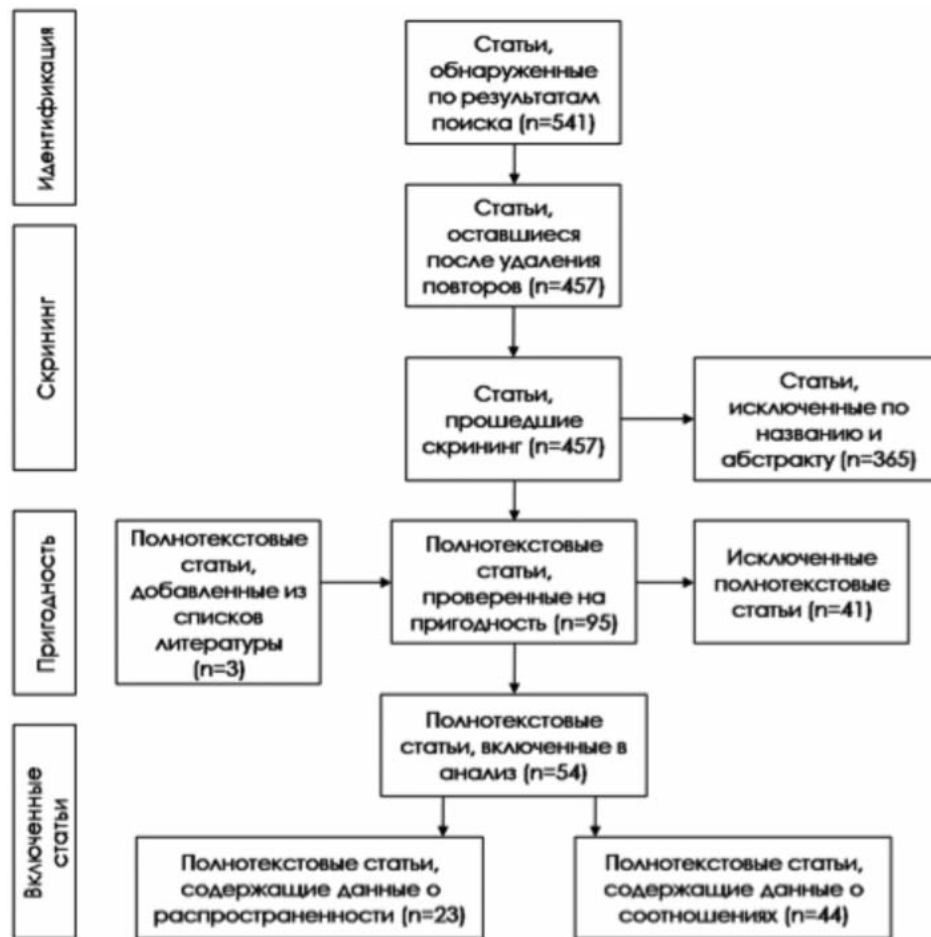 Идентификация
Статьи,
обнаруженные
по результатам
поиска (n=541)
Скрининг
Статьи,
оставшиеся
после удаления
повторов (n=457)
Статьи,
прошедшие
скрининг (n=457)
Статьи,
исключенные по
названию и
абстракту (n=365)
Пригодность
Полнотекстовые
статьи,
добавленные из
списков
литературы
(n=3)
Полнотекстовые
статьи,
проверенные на
пригодность (n=95)
Исключенные
полнотекстовые
статьи (n=41)
Включенные
статьи
Полнотекстовые
статьи, включенные в
анализ (n=54)
Полнотекстовые статьи,
содержащие данные о
распространенности (n=23)
Полнотекстовые статьи,
содержащие данные о
соотношениях (n=44)